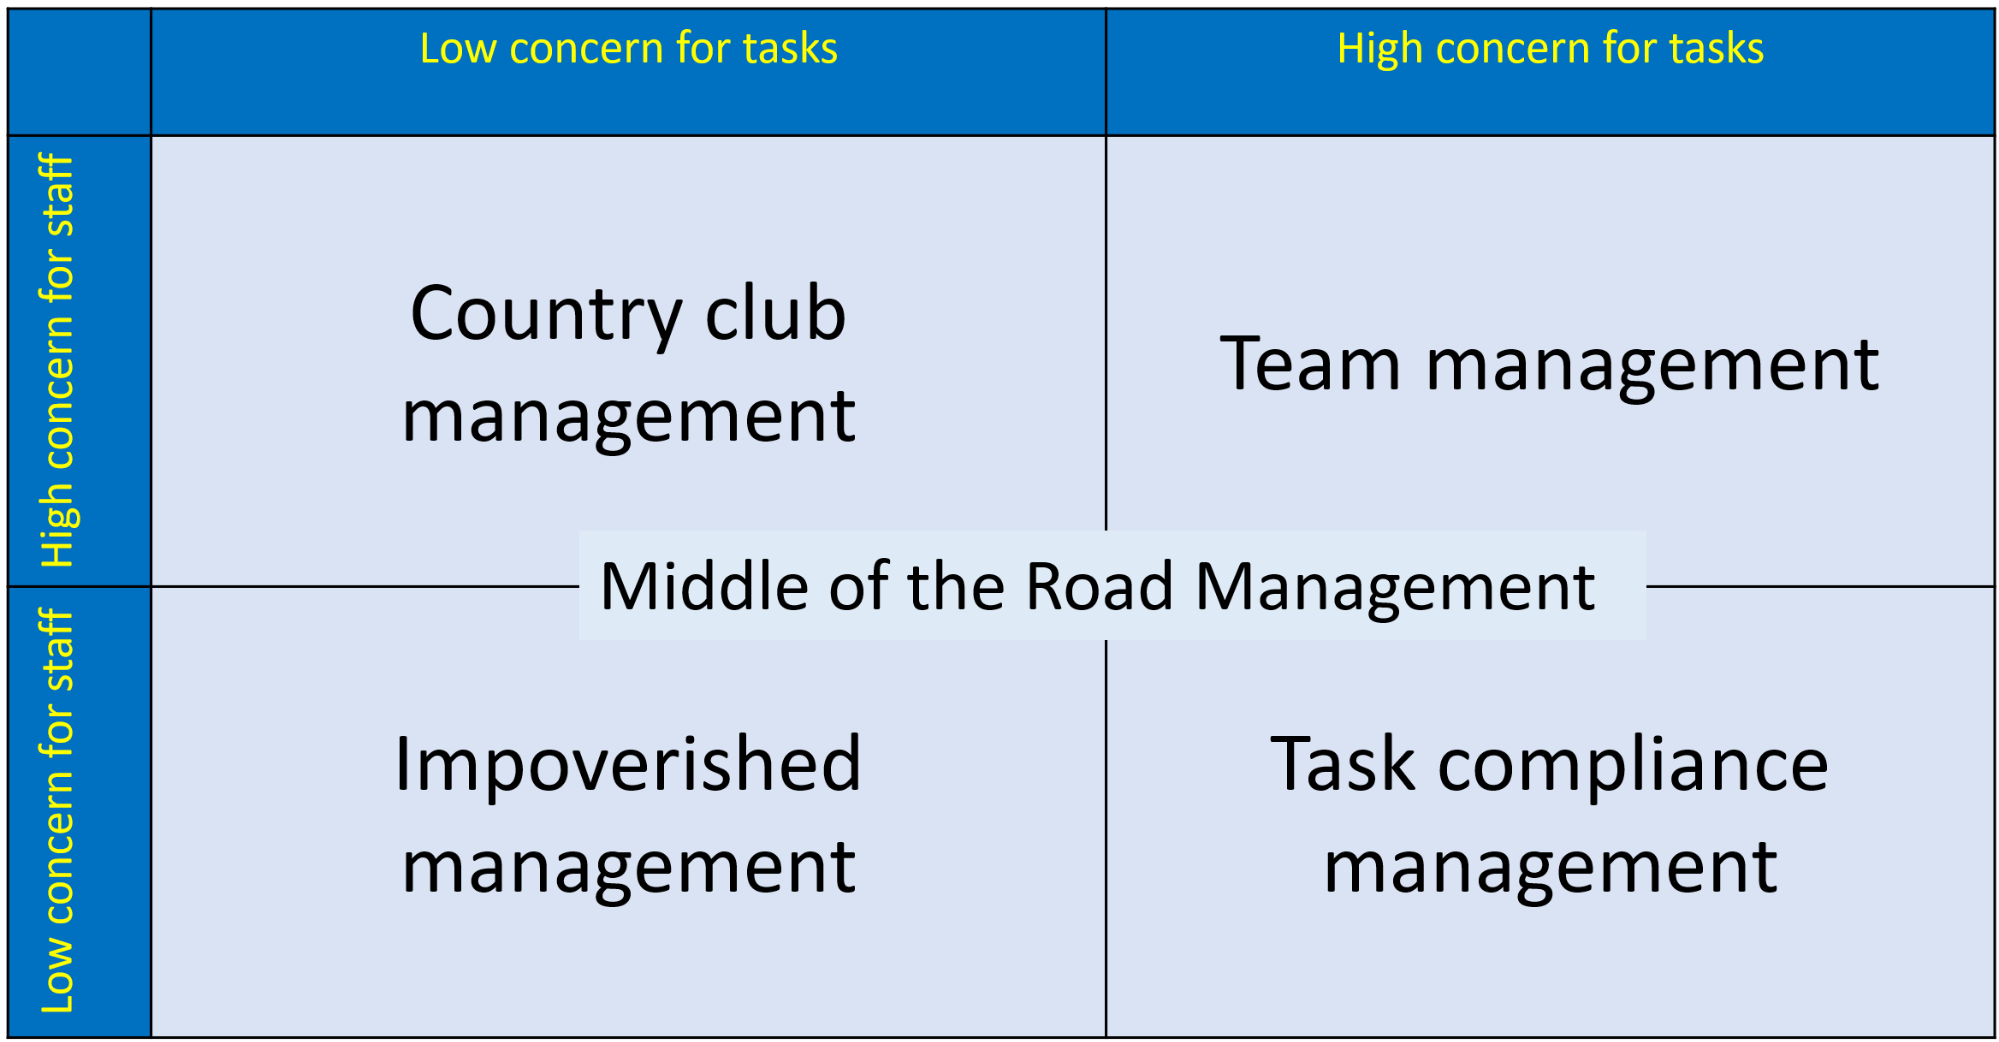 Low concern for tasks
High concern for tasks
High concern for staff
Country club
management
Team management
Middle of the Road Management
Low concern for staff
Impoverished
management
Task compliance
management